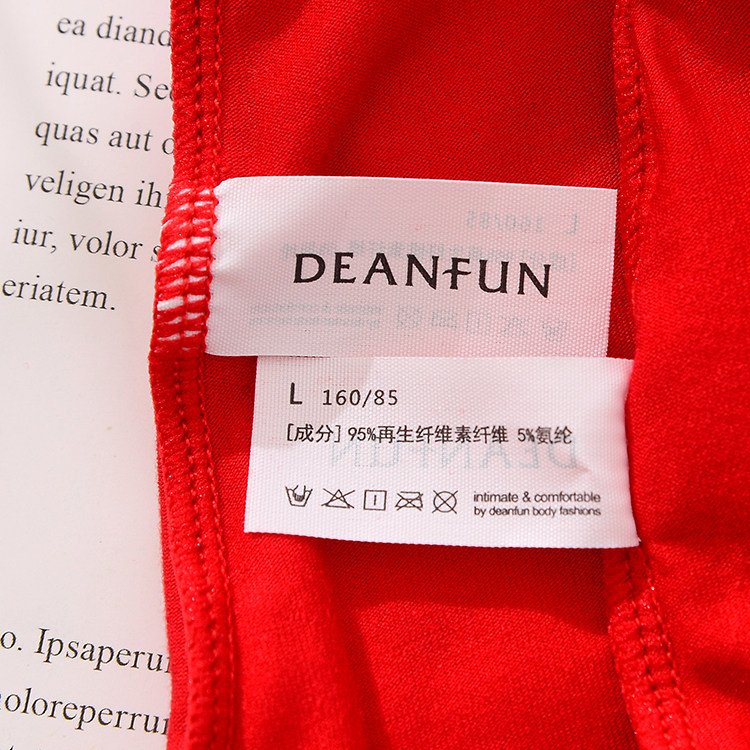 ea diand
iquat. Se
quas aut o
veligen ih
iur, volor s
eriatem.
DEANFUN
L 160/85
[成分] 95%再生纤维素纤维 5%氨纶
intimate & comfortable
by deanfun body fashions
o. Ipsaperu
noloreperrui